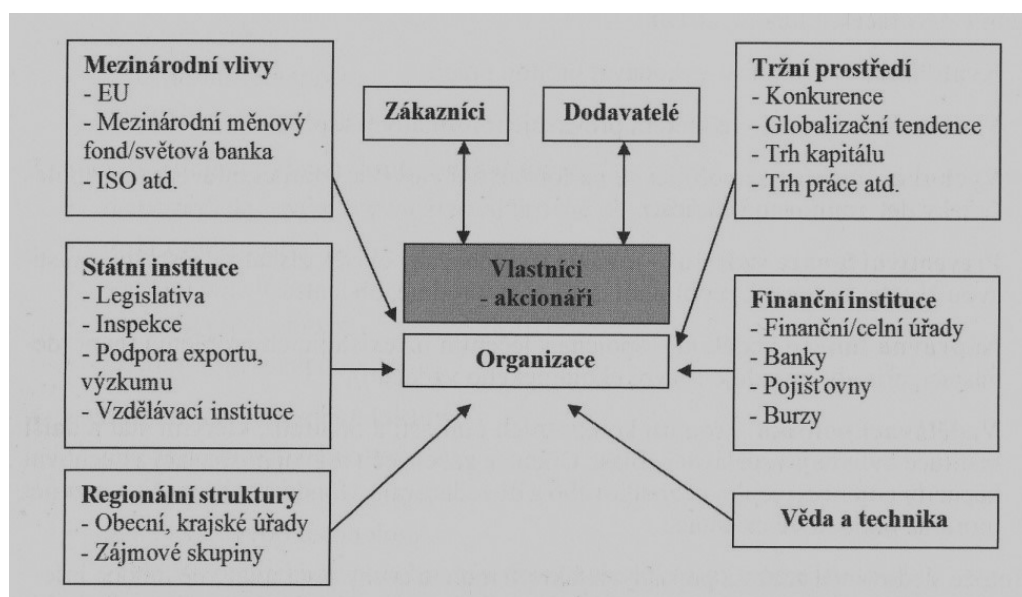 Mezinárodní vlivy
- EU
- Mezinárodní měnový
fond/světová banka
- ISO atd.
Zákazníci
Dodavatelé
Tržní prostředí
- Konkurence
- Globalizační tendence
- Trh kapitálu
- Trh práce atd.
Státní instituce
- Legislativa
- Inspekce
- Podpora exportu,
výzkumu
- Vzdělávací instituce
Vlastníci
- akcionáři
Organizace
Finanční instituce
- Finanční/celní úřady
- Banky
- Pojišťovny
- Burzy
Regionální struktury
- Obecní, krajské úřady
- Zájmové skupiny
Věda a technika